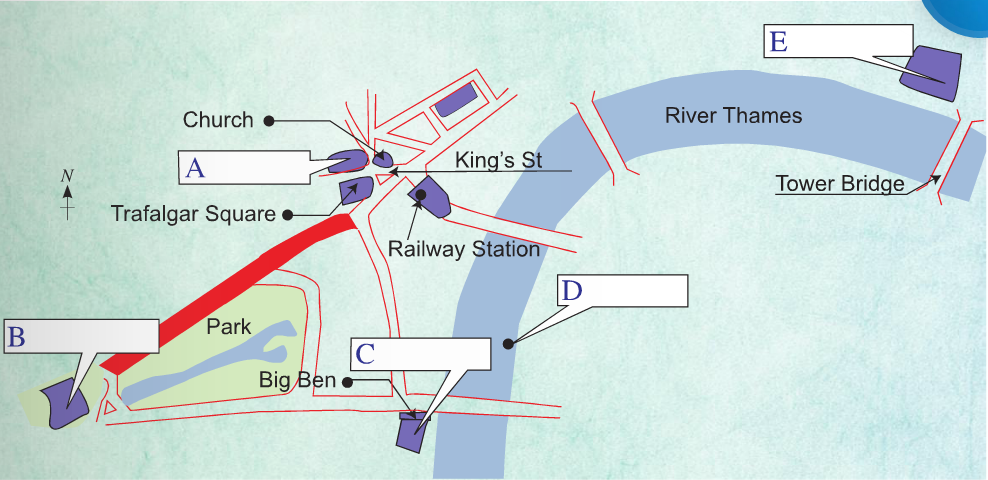 E
River Thames
Church
A
King's St
N
Tower Bridge
Trafalgar Square
Railway Station
D
B
Park
C
Big Ben